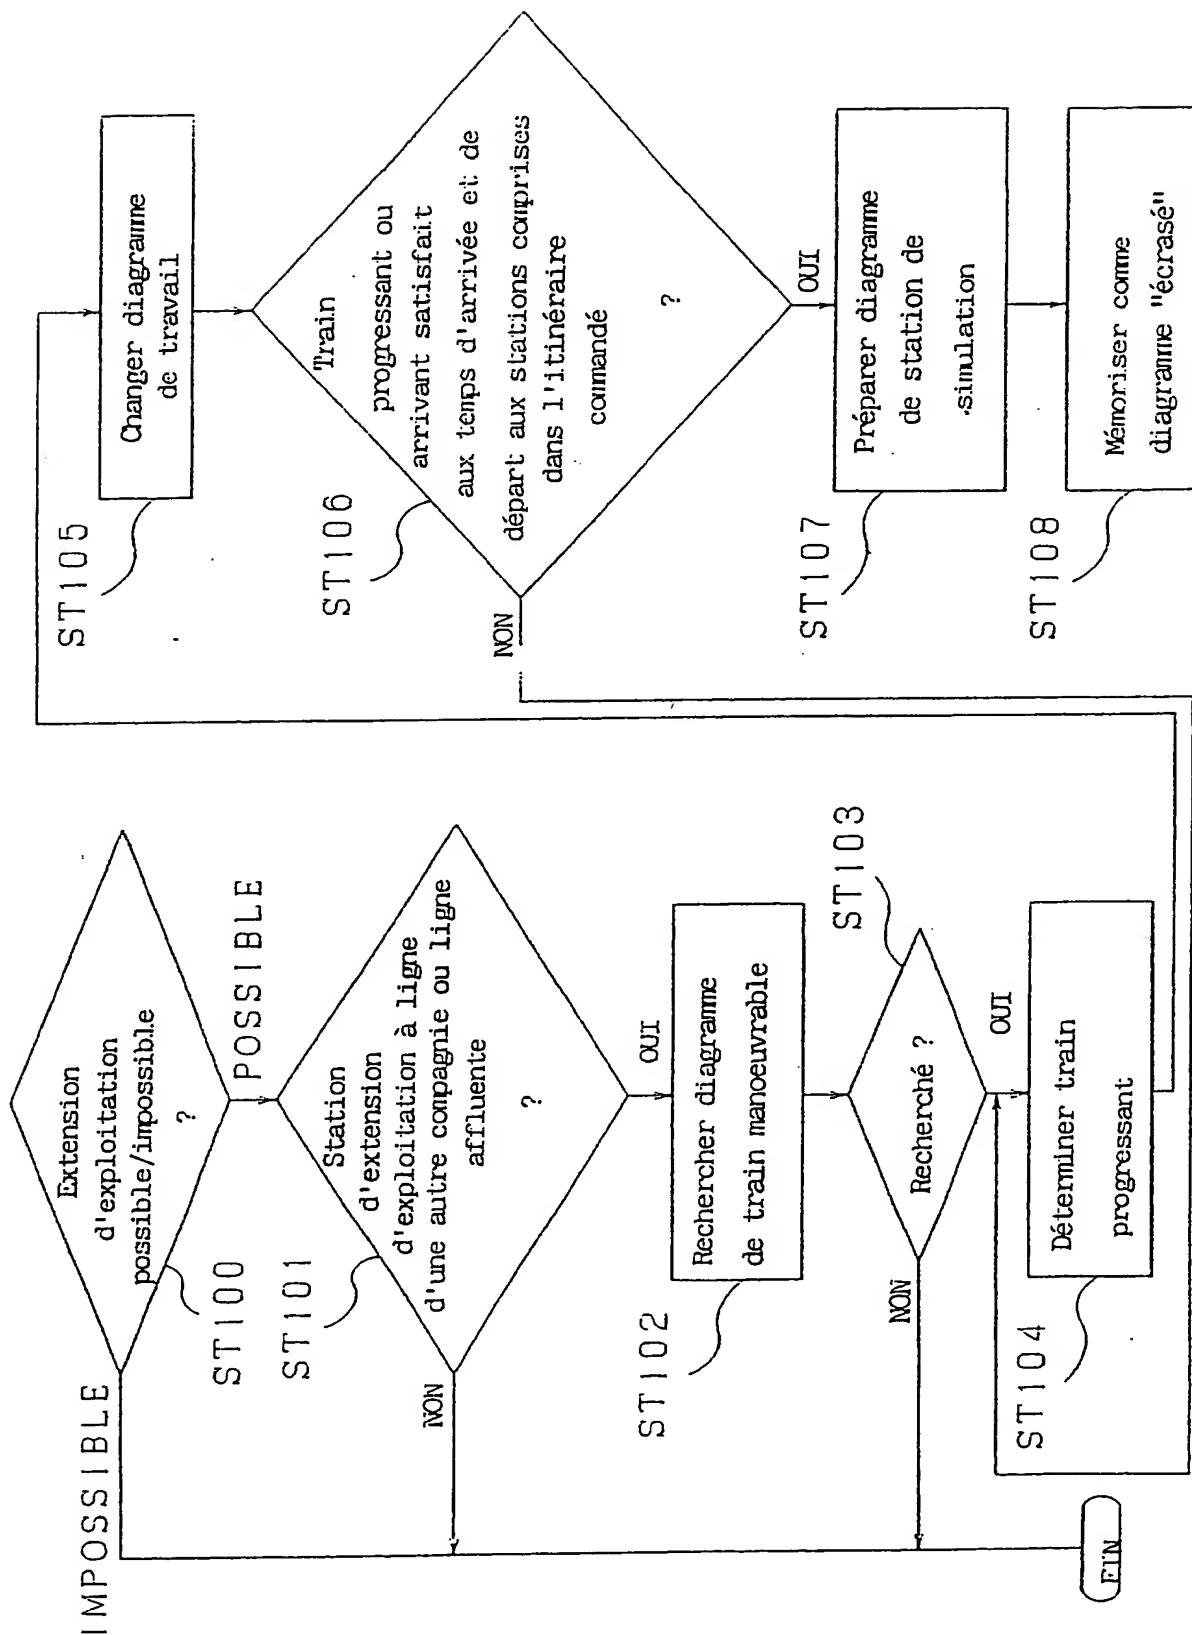 IMPOSSIBLE
Extension
d'exploitation
possible/impossible
?
ST100
POSSIBLE
Station
d'extension
d'exploitation à ligne
d'une autre compagnie ou ligne
affluente
?
ST101
NON
OUI
Rechercher diagramme
de train manoeuvrable
ST102
Recherché ?
ST103
NON
OUI
Déterminer train
progressant
ST104
FIN
Changer diagramme
de travail
ST105
Train
progressant ou
arrivant satisfait
aux temps d'arrivée et de
départ aux stations comprises
dans l'itinéraire
commandé
?
ST106
NON
OUI
Préparer diagramme
de station de
simulation
ST107
Mémoriser comme
diagramme "écrasé"
ST108